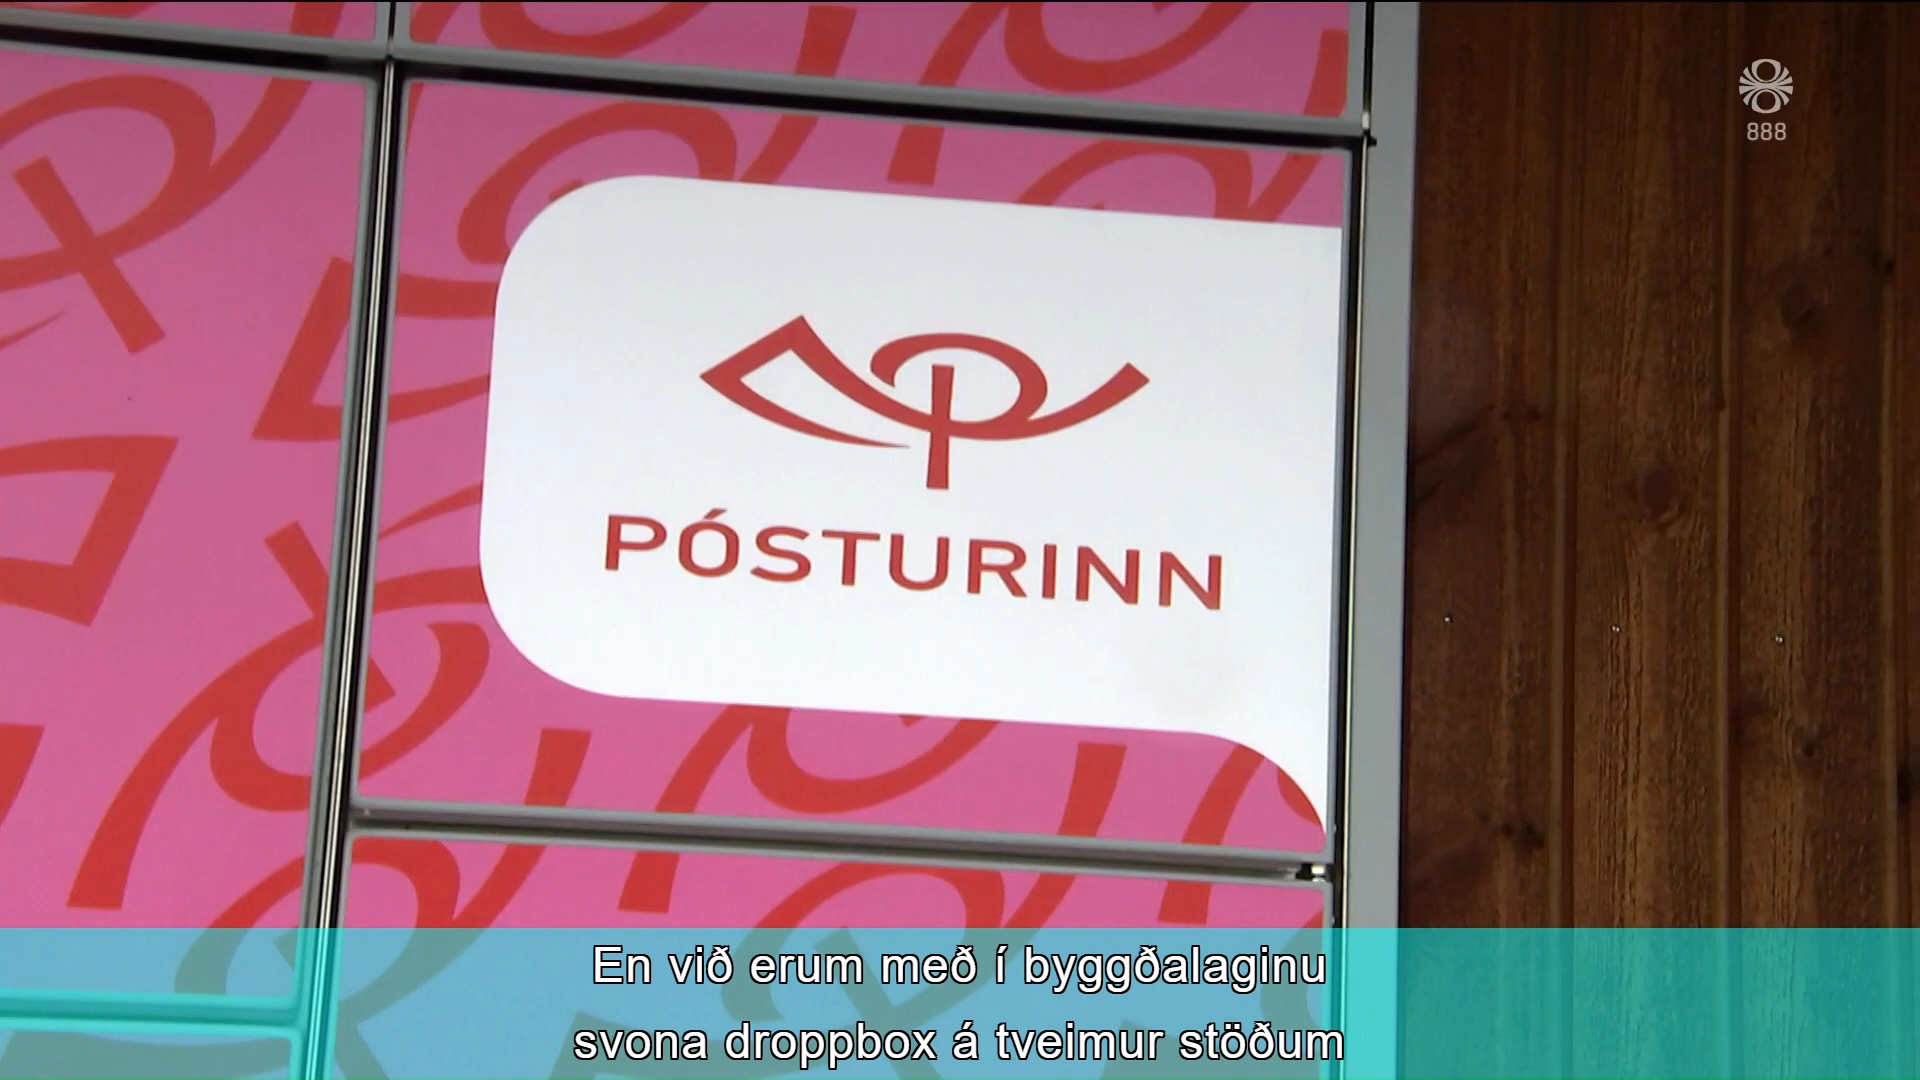 888
PÓSTURINN
En við erum með í byggðalaginu
svona droppbox á tveimur stöðum